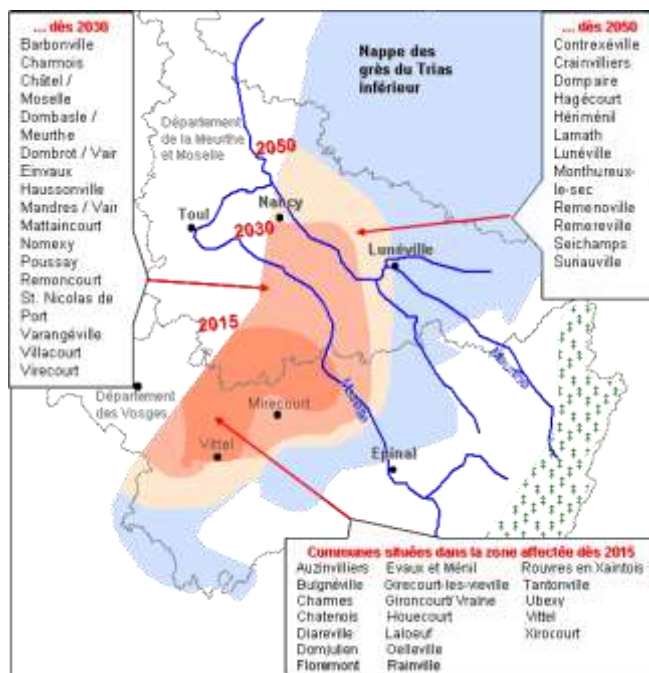 ... dès 2030
Barbonville
Charmois
Châtel /
Moselle
Dombasle /
Meurthe
Dombrot / Vair
Einvaux
Haussonville
Mandres / Vair
Mattaincourt
Nomexy
Poussay
Remoncourt
St. Nicolas de
Port
Varangéville
Villacourt
Virecourt
Nappe des
grès du Trias
inférieur
... dès 2050
Contrexéville
Crainvilliers
Dompaire
Hagécourt
Hériménil
Lamath
Lunéville
Monthureux-
le-sec
Remenoville
Remereville
Seichamps
Suriauville
Département
de la Meurthe
et Moselle
2050
Nancy
Toul
2030
Lunéville
2015
Meurthe
Département
des Vosges
Mirecourt
Moselle
Vittel
Epinal
Communes situées dans la zone affectée dès 2015
Auzinvilliers Evaux et Ménil Rouvres en Xaintois
Bulgnéville Girecourt-les-vieville Tantonville
Charmes Gironcourt/Vraine Ubexy
Chatenois Houecourt Vittel
Diareville Laloeuf Xirocourt
Domjulien Oelleville
Floremont Rainville